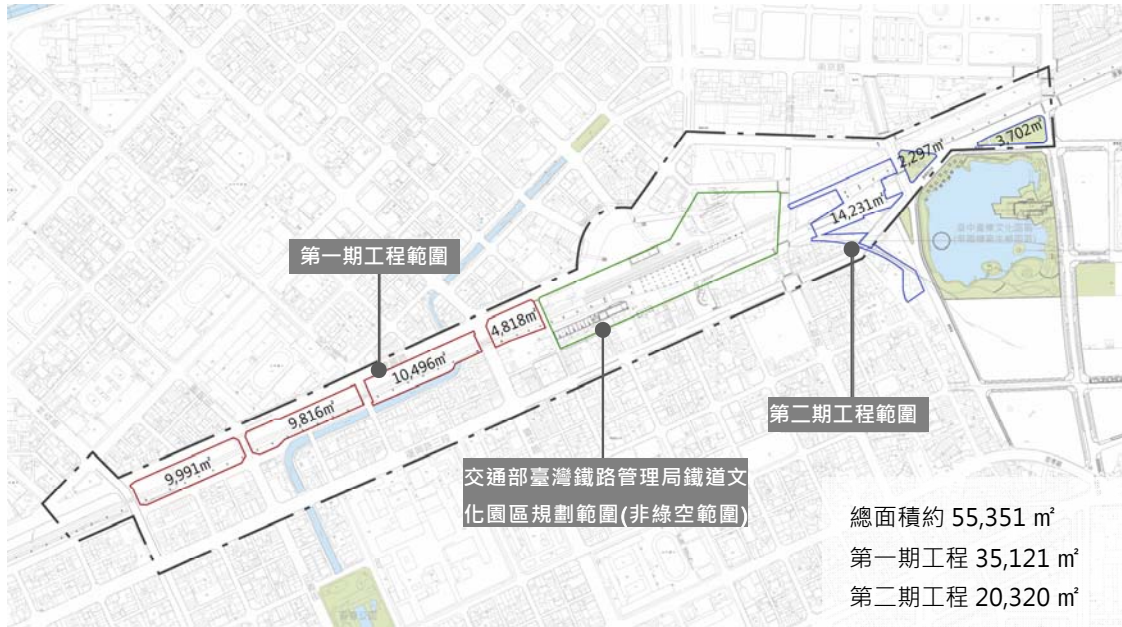 3,702㎡
2,297㎡
14,231㎡
第一期工程範圍
4,818㎡
10,496㎡
9,816㎡
9,991㎡
第二期工程範圍
交通部臺灣鐵路管理局鐵道文
化園區規劃範圍(非綠空範圍)
總面積約 55,351 ㎡
第一期工程 35,121 ㎡
第二期工程 20,320 ㎡